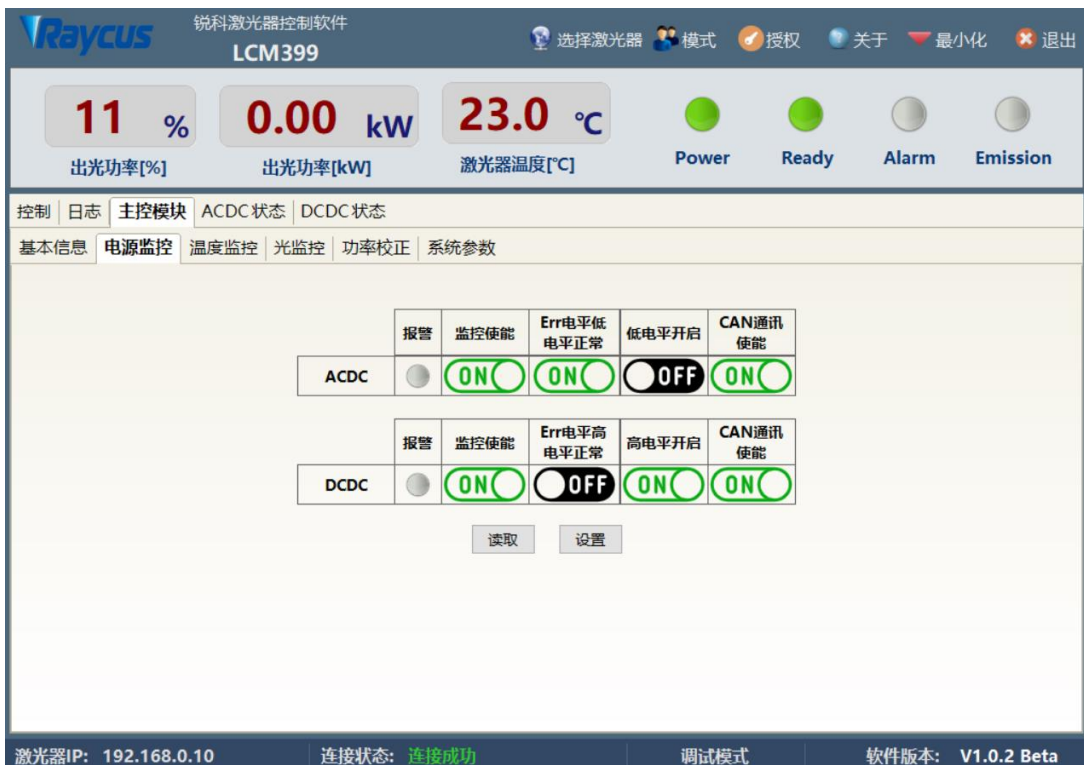 Raycus
锐科激光器控制软件
LCM399
选择激光器 模式 授权 关于 最小化 退出
11 % 0.00 kW 23.0 ℃
出光功率[%] 出光功率[kW] 激光器温度[℃] Power Ready Alarm Emission
控制 日志 主控模块 ACDC状态 DCDC状态
基本信息 电源监控 温度监控 光监控 功率校正 系统参数
报警 监控使能 Err电平低 低电平开启 CAN通讯
电平正常 使能
ACDC ON ON OFF ON
报警 监控使能 Err电平高 高电平开启 CAN通讯
电平正常 使能
DCDC ON OFF ON ON
读取 设置
激光器IP: 192.168.0.10 连接状态: 连接成功 调试模式 软件版本: V1.0.2 Beta